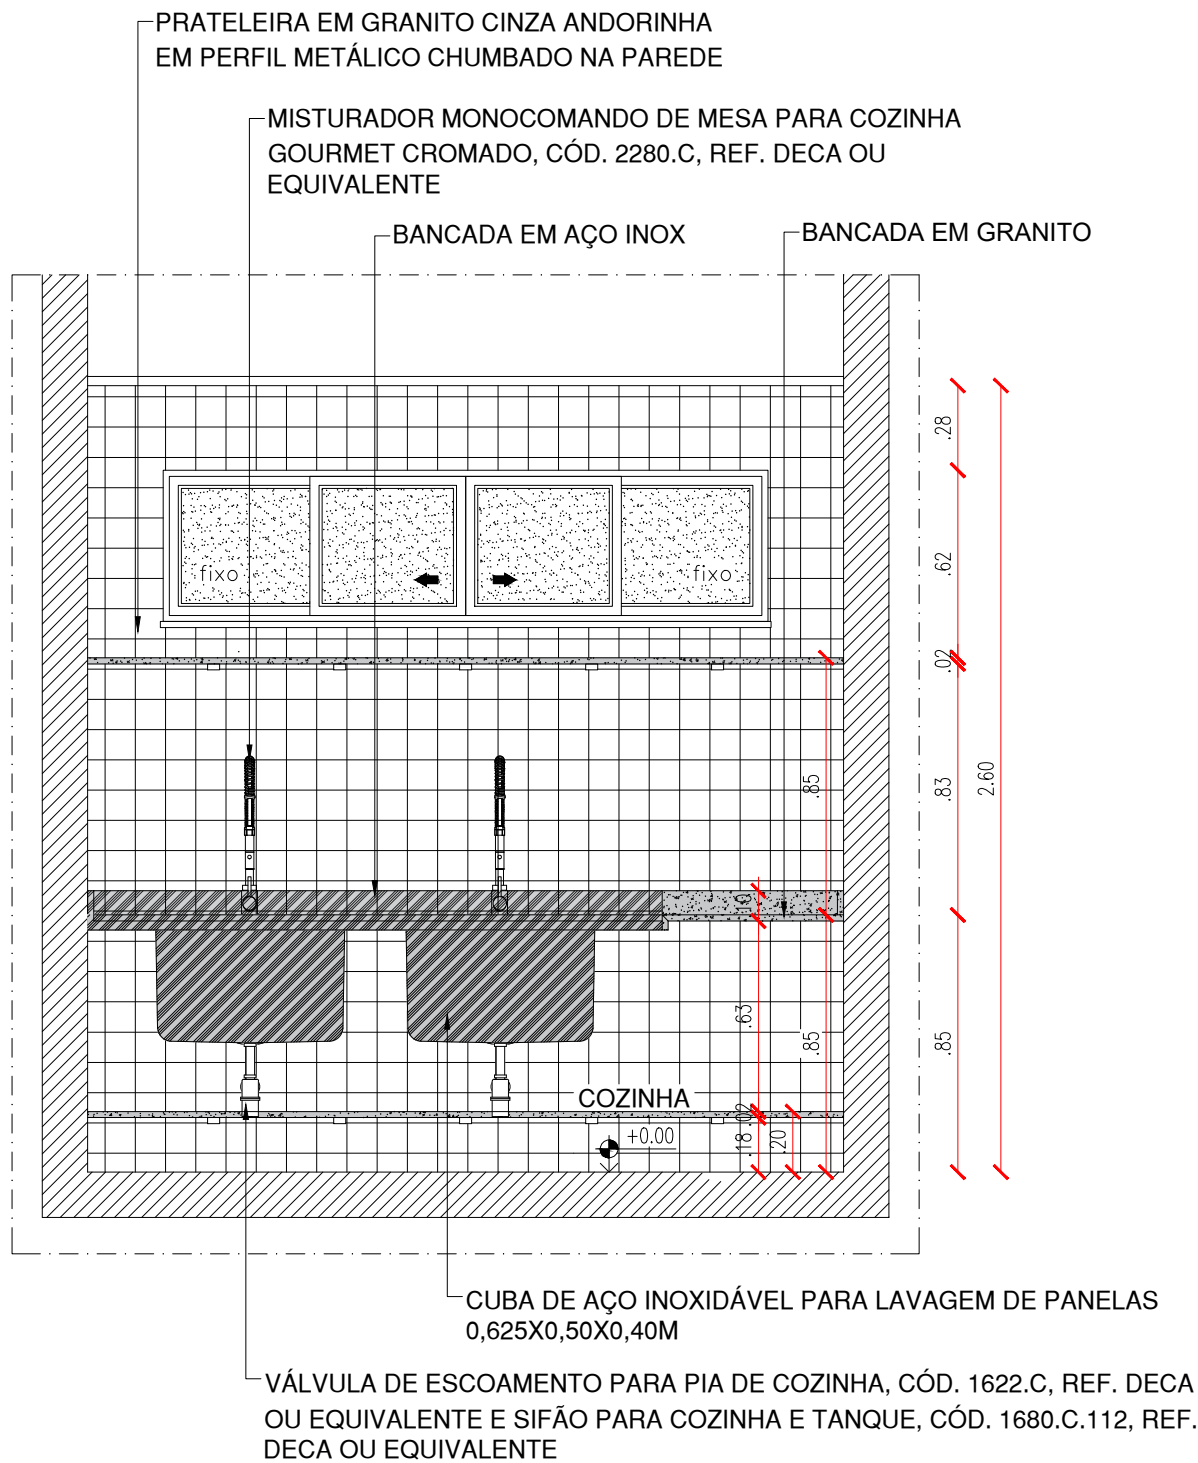 PRATELEIRA EM GRANITO CINZA ANDORINHA
EM PERFIL METÁLICO CHUMBADO NA PAREDE
MISTURADOR MONOCOMANDO DE MESA PARA COZINHA
GOURMET CROMADO, CÓD. 2280.C, REF. DECA OU
EQUIVALENTE
BANCADA EM AÇO INOX
BANCADA EM GRANITO
.28
fixo
fixo
.62
.02
.85
.83
2.60
.10
.63
.85
.85
COZINHA
+0.00
.18
.02
.20
CUBA DE AÇO INOXIDÁVEL PARA LAVAGEM DE PANELAS
0,625X0,50X0,40M
VÁLVULA DE ESCOAMENTO PARA PIA DE COZINHA, CÓD. 1622.C, REF. DECA
OU EQUIVALENTE E SIFÃO PARA COZINHA E TANQUE, CÓD. 1680.C.112, REF.
DECA OU EQUIVALENTE